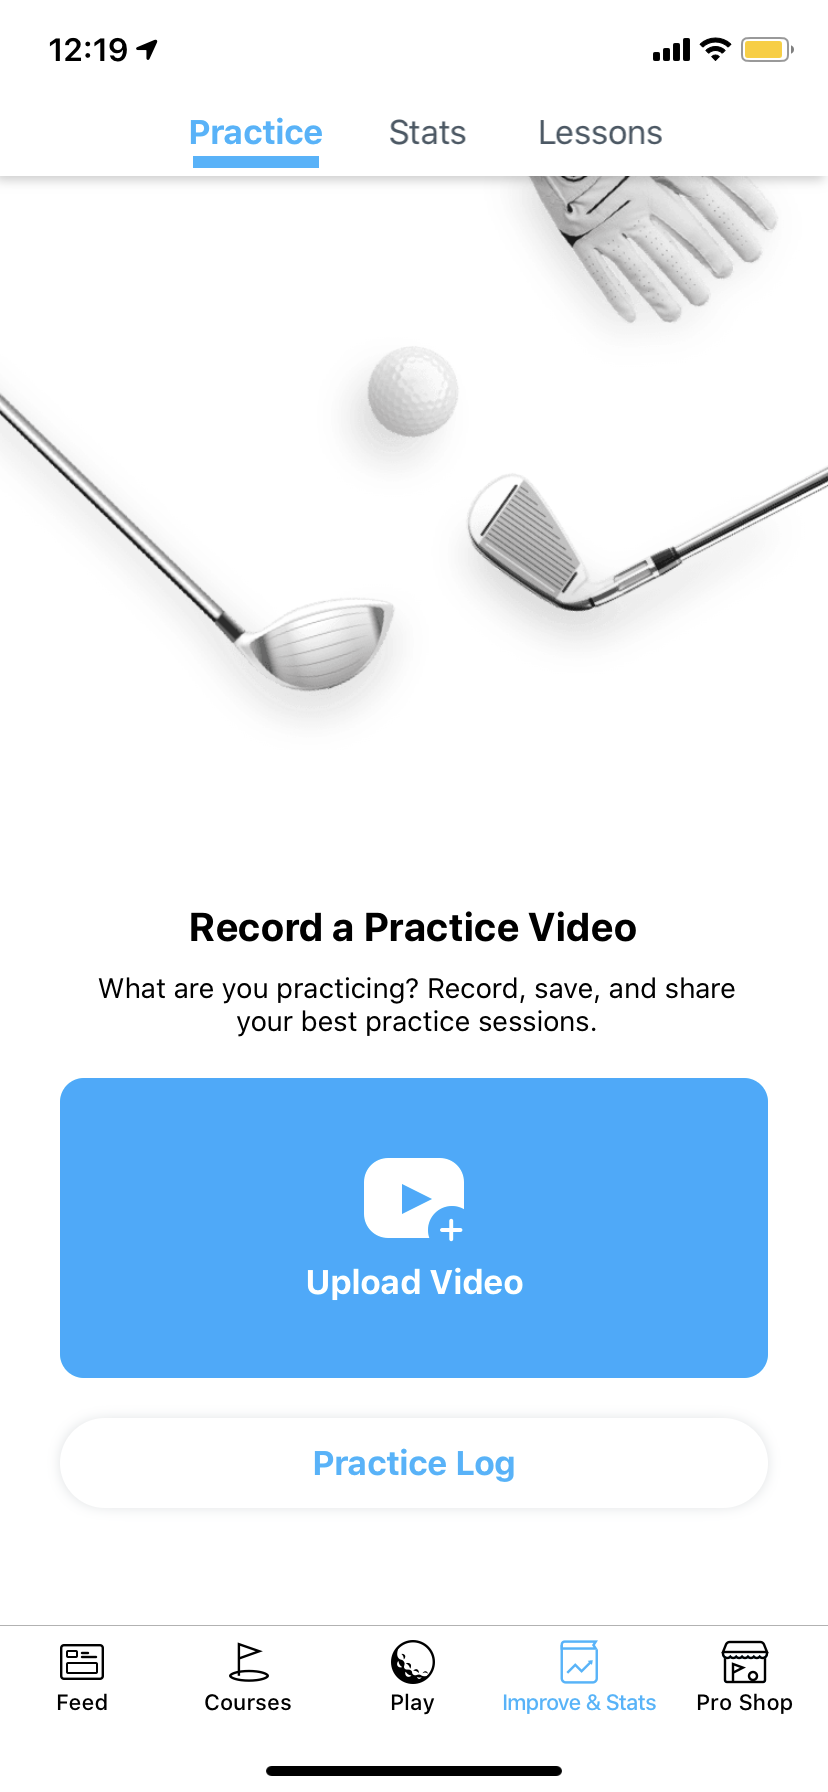 12:19
Practice
Stats
Lessons
Record a Practice Video
What are you practicing? Record, save, and share
your best practice sessions.
Upload Video
Practice Log
Feed
Courses
Play
Improve & Stats
Pro Shop